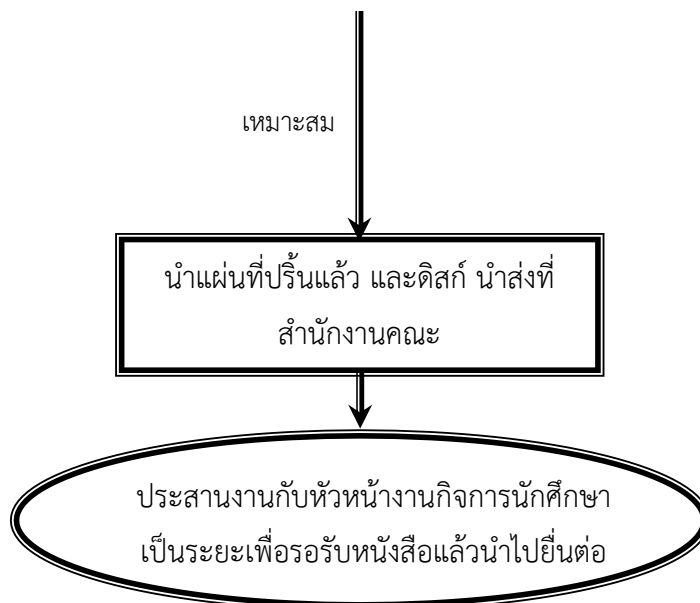 เหมาะสม
นำแผ่นที่ปริ้นแล้ว และดิสก์ นำส่งที่
สำนักงานคณะ
ประสานงานกับหัวหน้างานกิจการนักศึกษา
เป็นระยะเพื่อรอรับหนังสือแล้วนำไปยื่นต่อ